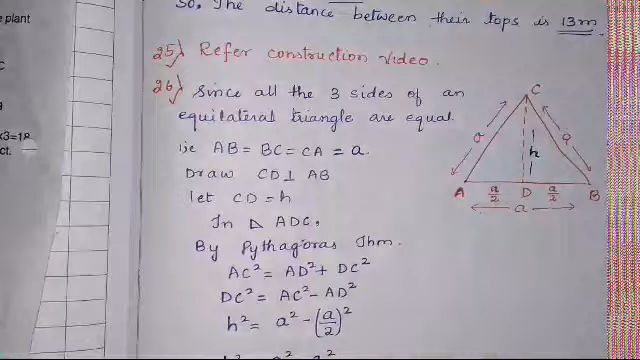 e plant
x3=18
ct.
So, The distance between their tops is 13m
25) Refer construction video.
26) Since all the 3 sides of an
equilateral triangle are equal.
ie AB = BC = CA = a.
Draw CD ⊥ AB
let CD = h
In △ ADC,
By Pythagoras Thm.
AC² = AD² + DC²
DC² = AC² - AD²
h² = a² - (a/2)²
C
a
a
h
A
a/2
D
a/2
B
a